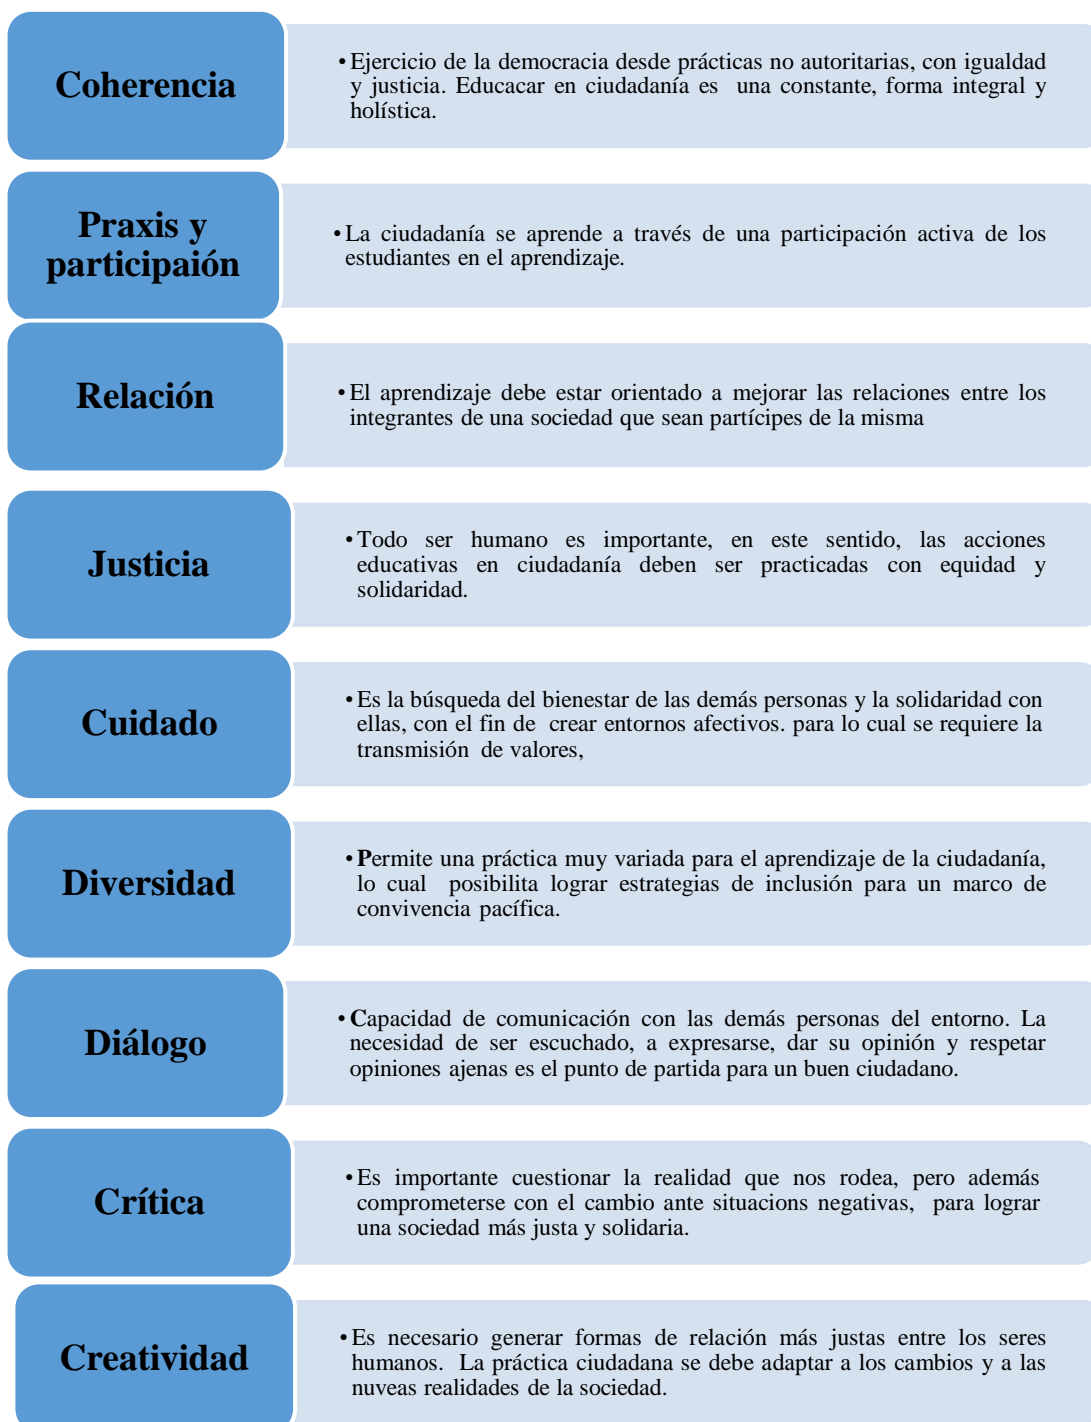 Coherencia
• Ejercicio de la democracia desde prácticas no autoritarias, con igualdad
y justicia. Educacar en ciudadanía es una constante, forma integral y
holística.
Praxis y
participaión
• La ciudadanía se aprende a través de una participación activa de los
estudiantes en el aprendizaje.
Relación
• El aprendizaje debe estar orientado a mejorar las relaciones entre los
integrantes de una sociedad que sean partícipes de la misma
Justicia
• Todo ser humano es importante, en este sentido, las acciones
educativas en ciudadanía deben ser practicadas con equidad y
solidaridad.
Cuidado
• Es la búsqueda del bienestar de las demás personas y la solidaridad con
ellas, con el fin de crear entornos afectivos. para lo cual se requiere la
transmisión de valores,
Diversidad
• Permite una práctica muy variada para el aprendizaje de la ciudadanía,
lo cual posibilita lograr estrategias de inclusión para un marco de
convivencia pacífica.
Diálogo
• Capacidad de comunicación con las demás personas del entorno. La
necesidad de ser escuchado, a expresarse, dar su opinión y respetar
opiniones ajenas es el punto de partida para un buen ciudadano.
Crítica
• Es importante cuestionar la realidad que nos rodea, pero además
comprometerse con el cambio ante situacions negativas, para lograr
una sociedad más justa y solidaria.
Creatividad
• Es necesario generar formas de relación más justas entre los seres
humanos. La práctica ciudadana se debe adaptar a los cambios y a las
nuveas realidades de la sociedad.